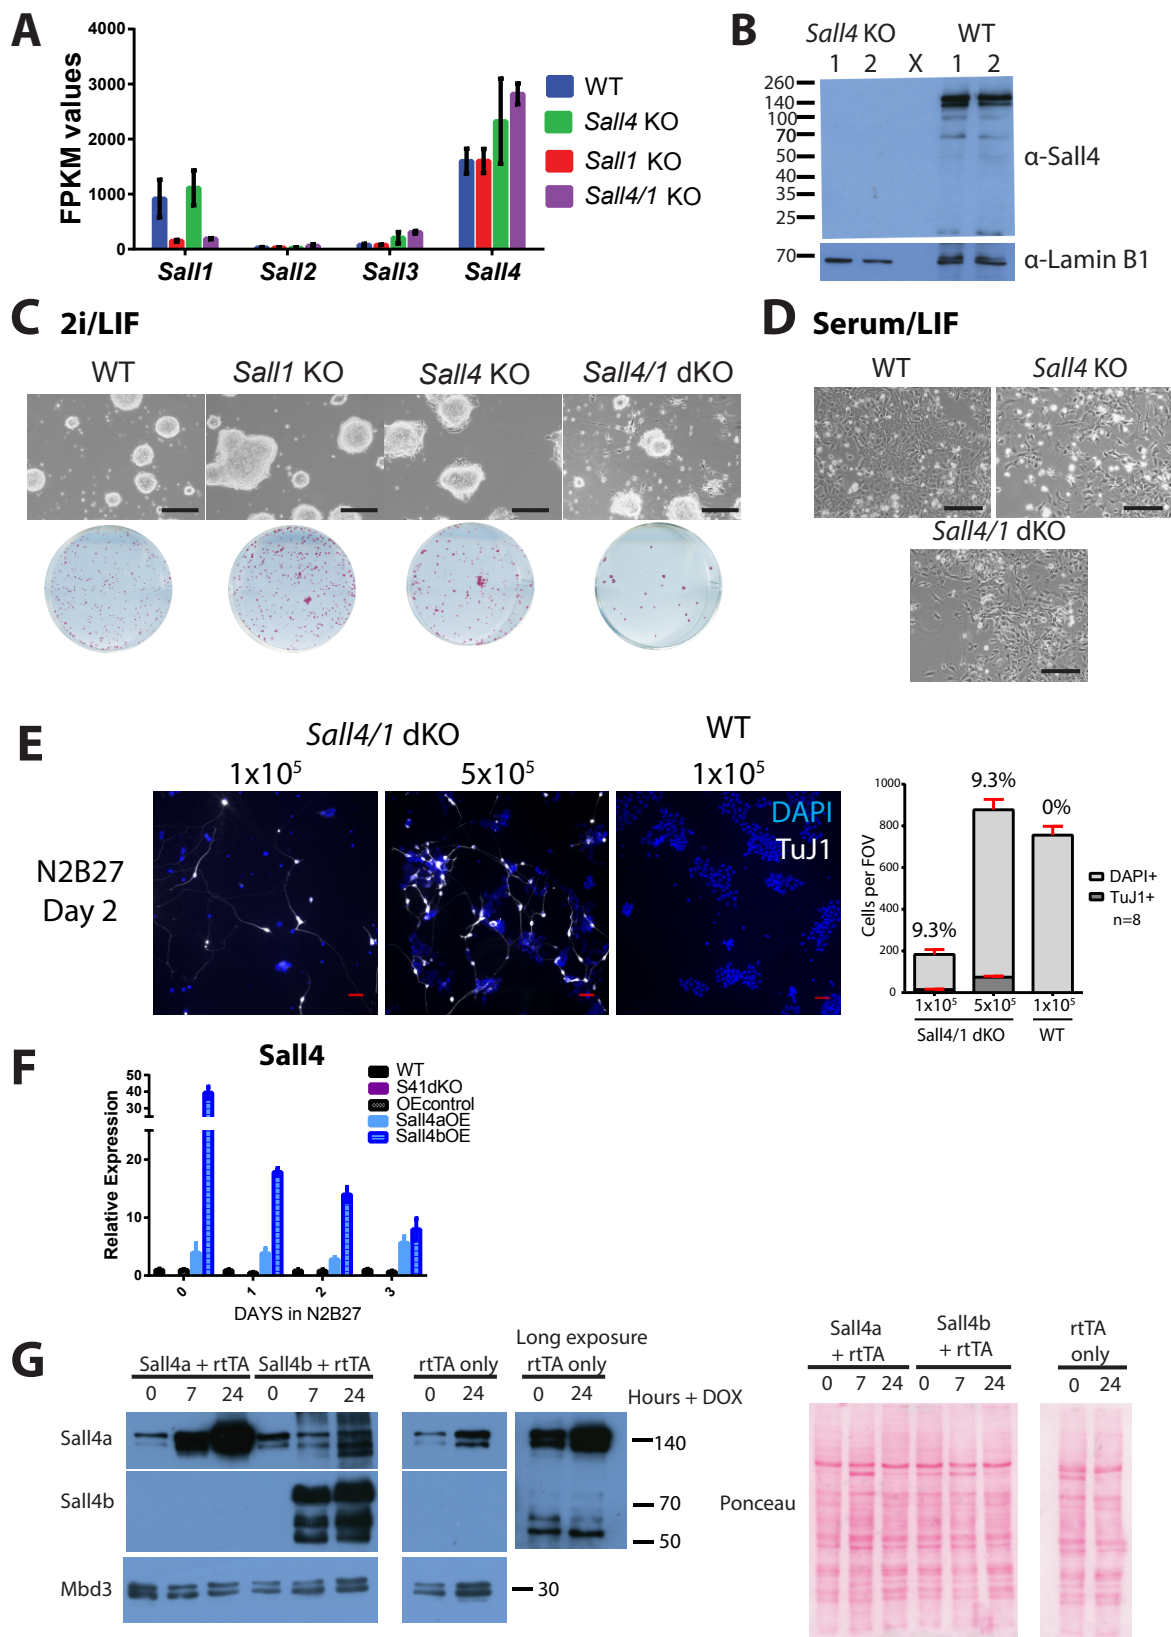 A
4000
3000
2000
1000
0
FPKM values
Sall1 Sall2 Sall3 Sall4
WT
Sall4 KO
Sall1 KO
Sall4/1 KO
B
Sall4 KO WT
1 2 X 1 2
260
140
100
70
50
40
35
25
70
α-Sall4
α-Lamin B1
C 2i/LIF
WT Sall1 KO Sall4 KO Sall4/1 dKO
D Serum/LIF
WT Sall4 KO
Sall4/1 dKO
E
Sall4/1 dKO WT
1x10⁵ 5x10⁵ 1x10⁵
N2B27
Day 2
DAPI
TuJ1
Cells per FOV
1000
800
600
400
200
0
9.3% 9.3% 0%
1x10⁵ 5x10⁵ 1x10⁵
Sall4/1 dKO WT
DAPI+
TuJ1+
n=8
F
Sall4
50
40
30
20
10
0
Relative Expression
0 1 2 3
DAYS in N2B27
WT
S41dKO
OEcontrol
Sall4aOE
Sall4bOE
G
Sall4a + rtTA Sall4b + rtTA rtTA only
Long exposure
rtTA only
0 7 24 0 7 24 0 24 0 24 Hours + DOX
Sall4a
Sall4b
Mbd3
140
70
50
30
Sall4a
+ rtTA
Sall4b
+ rtTA
rtTA
only
0 7 24 0 7 24 0 24
Ponceau